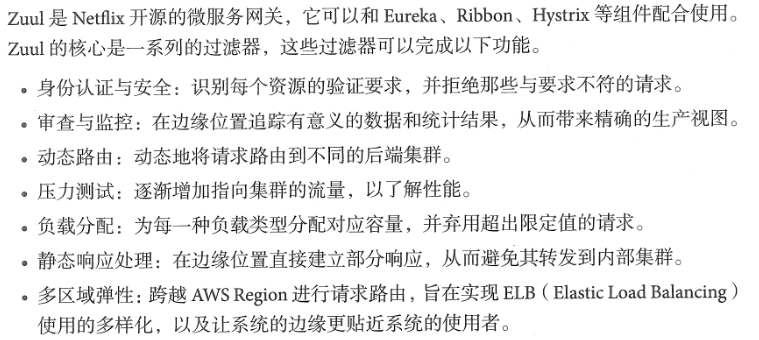 Zuul 是 Netflix 开源的微服务网关，它可以和 Eureka、Ribbon、Hystrix 等组件配合使用。
Zuul 的核心是一系列的过滤器，这些过滤器可以完成以下功能。
• 身份认证与安全：识别每个资源的验证要求，并拒绝那些与要求不符的请求。
• 审查与监控：在边缘位置追踪有意义的数据和统计结果，从而带来精确的生产视图。
• 动态路由：动态地将请求路由到不同的后端集群。
• 压力测试：逐渐增加指向集群的流量，以了解性能。
• 负载分配：为每一种负载类型分配对应容量，并弃用超出限定值的请求。
• 静态响应处理：在边缘位置直接建立部分响应，从而避免其转发到内部集群。
• 多区域弹性：跨越 AWS Region 进行请求路由，旨在实现 ELB（Elastic Load Balancing）
使用的多样化，以及让系统的边缘更贴近系统的使用者。